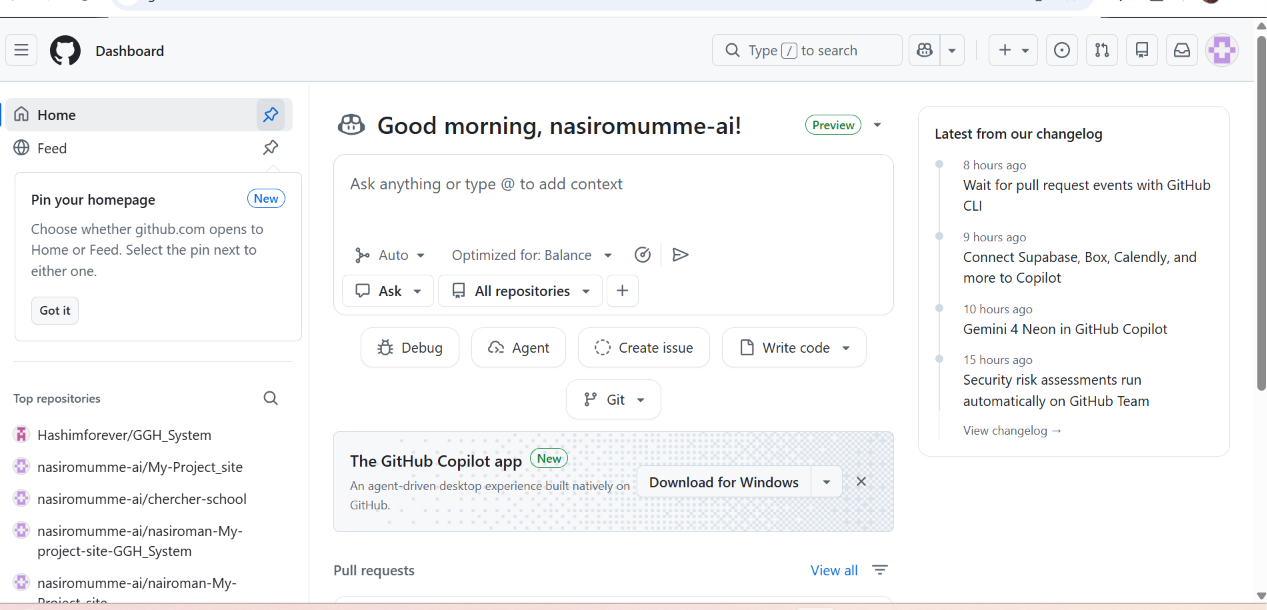 Dashboard
Type / to search
Home
Feed
Pin your homepage
New
Choose whether github.com opens to
Home or Feed. Select the pin next to
either one.
Got it
Top repositories
Hashimforever/GGH_System
nasiromumme-ai/My-Project_site
nasiromumme-ai/chercher-school
nasiromumme-ai/nasiroman-My-
project-site-GGH_System
nasiromumme-ai/nairoman-My-
Project-site
Good morning, nasiromumme-ai!
Preview
Ask anything or type @ to add context
Auto
Optimized for: Balance
Ask
All repositories
Debug
Agent
Create issue
Write code
Git
The GitHub Copilot app
New
An agent-driven desktop experience built natively on
GitHub.
Download for Windows
Pull requests
View all
Latest from our changelog
8 hours ago
Wait for pull request events with GitHub
CLI
9 hours ago
Connect Supabase, Box, Calendly, and
more to Copilot
10 hours ago
Gemini 4 Neon in GitHub Copilot
15 hours ago
Security risk assessments run
automatically on GitHub Team
View changelog →